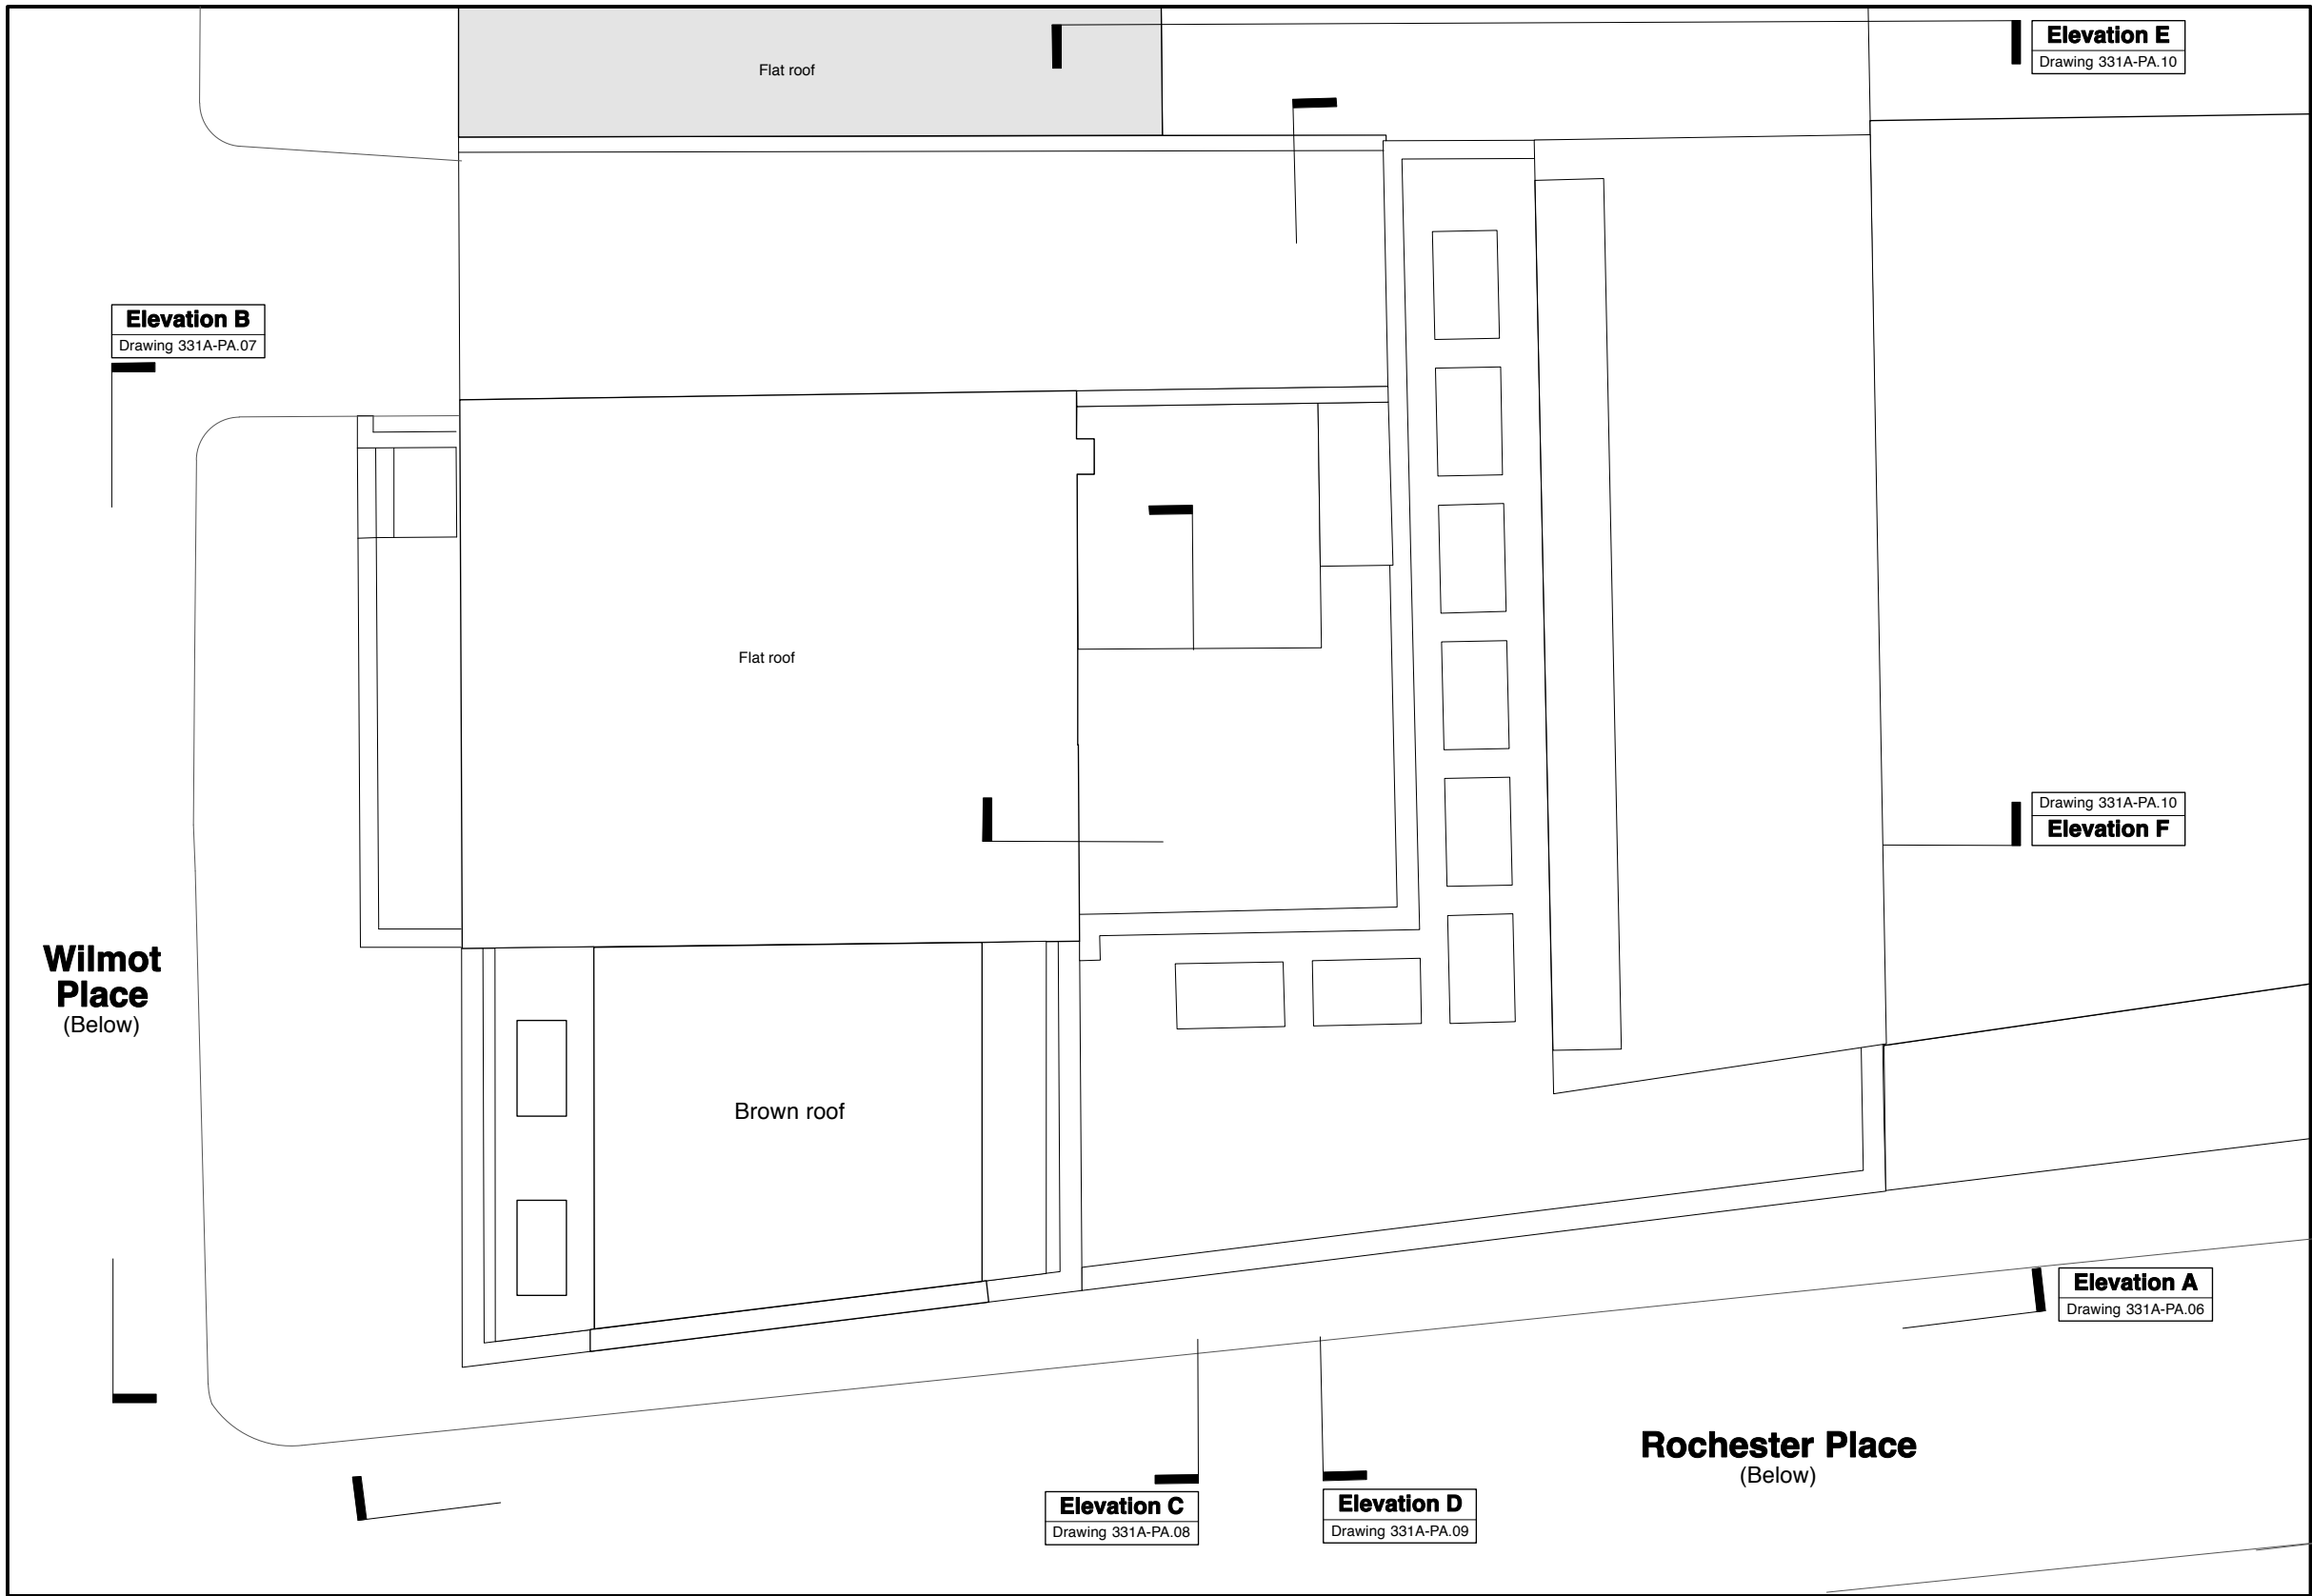 Flat roof
Elevation E
Drawing 331A-PA.10
Elevation B
Drawing 331A-PA.07
Flat roof
Drawing 331A-PA.10
Elevation F
Wilmot
Place
(Below)
Brown roof
Elevation A
Drawing 331A-PA.06
Rochester Place
(Below)
Elevation C
Drawing 331A-PA.08
Elevation D
Drawing 331A-PA.09